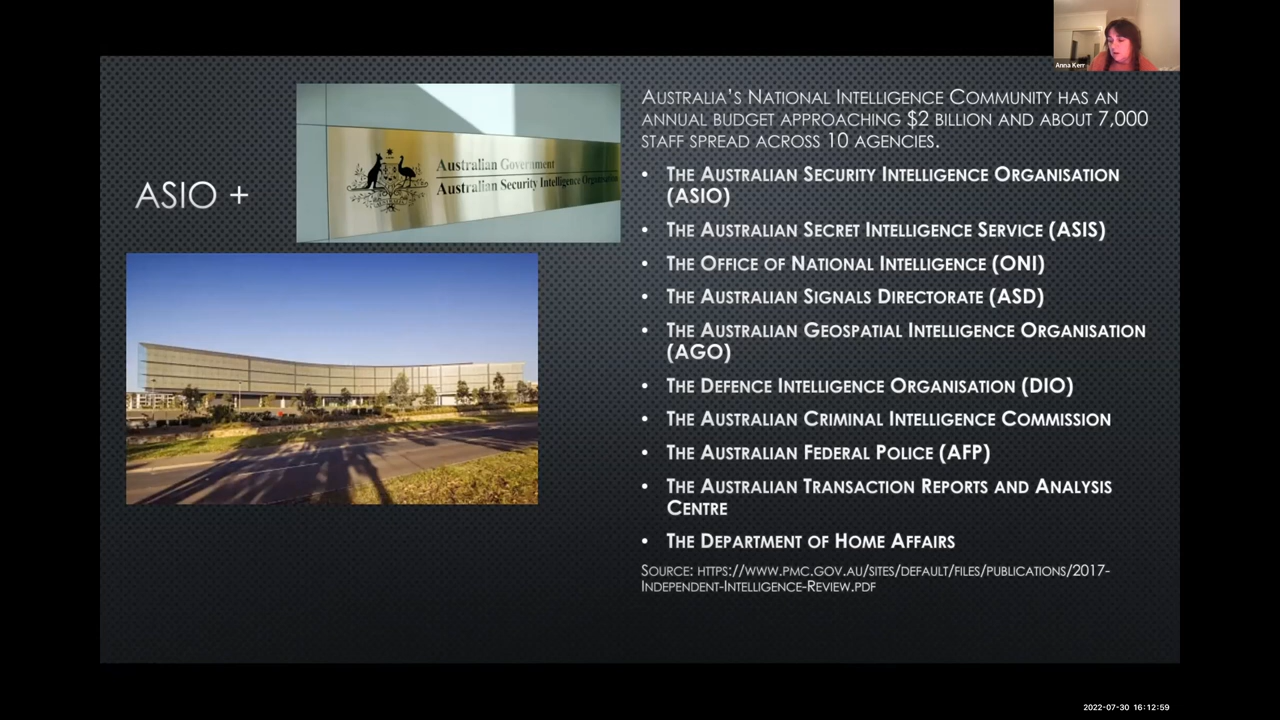 Anna Kerr
ASIO +
Australian Government
Australian Security Intelligence Organisation
AUSTRALIA'S NATIONAL INTELLIGENCE COMMUNITY HAS AN
ANNUAL BUDGET APPROACHING $2 BILLION AND ABOUT 7,000
STAFF SPREAD ACROSS 10 AGENCIES.
• THE AUSTRALIAN SECURITY INTELLIGENCE ORGANISATION
(ASIO)
• THE AUSTRALIAN SECRET INTELLIGENCE SERVICE (ASIS)
• THE OFFICE OF NATIONAL INTELLIGENCE (ONI)
• THE AUSTRALIAN SIGNALS DIRECTORATE (ASD)
• THE AUSTRALIAN GEOSPATIAL INTELLIGENCE ORGANISATION
(AGO)
• THE DEFENCE INTELLIGENCE ORGANISATION (DIO)
• THE AUSTRALIAN CRIMINAL INTELLIGENCE COMMISSION
• THE AUSTRALIAN FEDERAL POLICE (AFP)
• THE AUSTRALIAN TRANSACTION REPORTS AND ANALYSIS
CENTRE
• THE DEPARTMENT OF HOME AFFAIRS
SOURCE: HTTPS://WWW.PMC.GOV.AU/SITES/DEFAULT/FILES/PUBLICATIONS/2017-
INDEPENDENT-INTELLIGENCE-REVIEW.PDF
2022-07-30 16:12:59